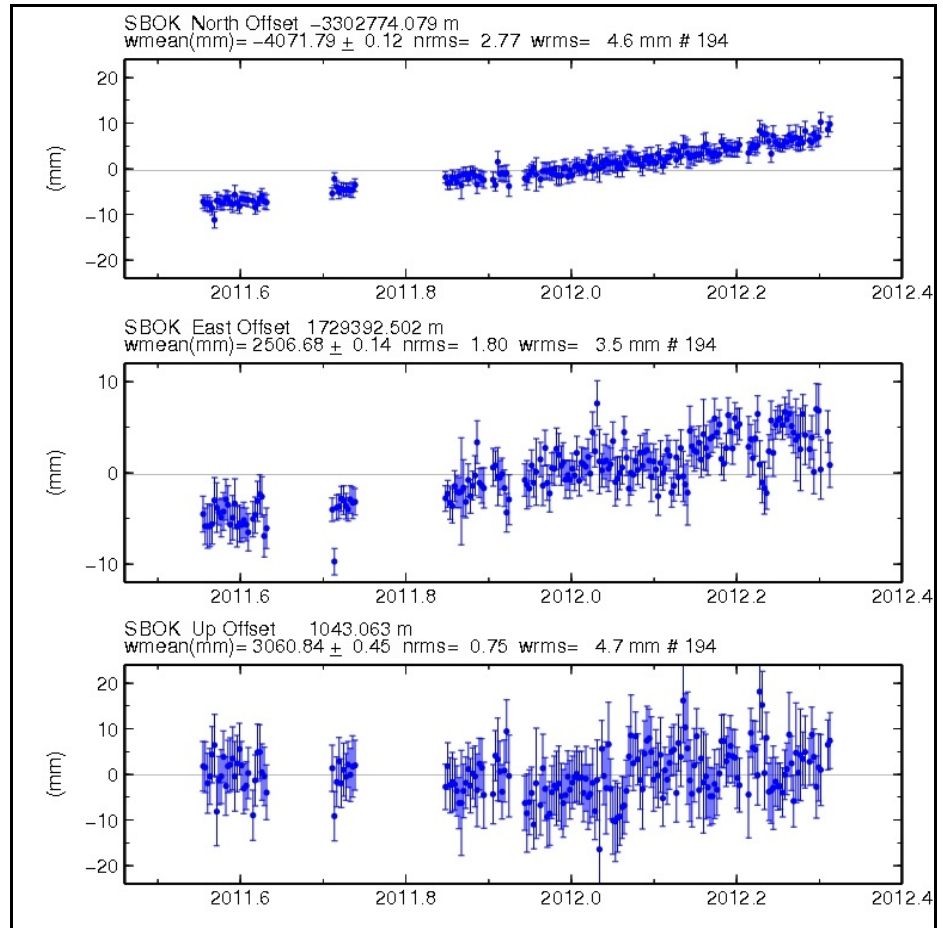 SBOK North Offset -3302774.079 m
wmean(mm)= -4071.79 ± 0.12 nrms= 2.77 wrms= 4.6 mm # 194
20
10
0
-10
-20
(mm)
2011.6 2011.8 2012.0 2012.2 2012.4
SBOK East Offset 1729392.502 m
wmean(mm)= 2506.68 ± 0.14 nrms= 1.80 wrms= 3.5 mm # 194
10
0
-10
(mm)
2011.6 2011.8 2012.0 2012.2 2012.4
SBOK Up Offset 1043.063 m
wmean(mm)= 3060.84 ± 0.45 nrms= 0.75 wrms= 4.7 mm # 194
20
10
0
-10
-20
(mm)
2011.6 2011.8 2012.0 2012.2 2012.4